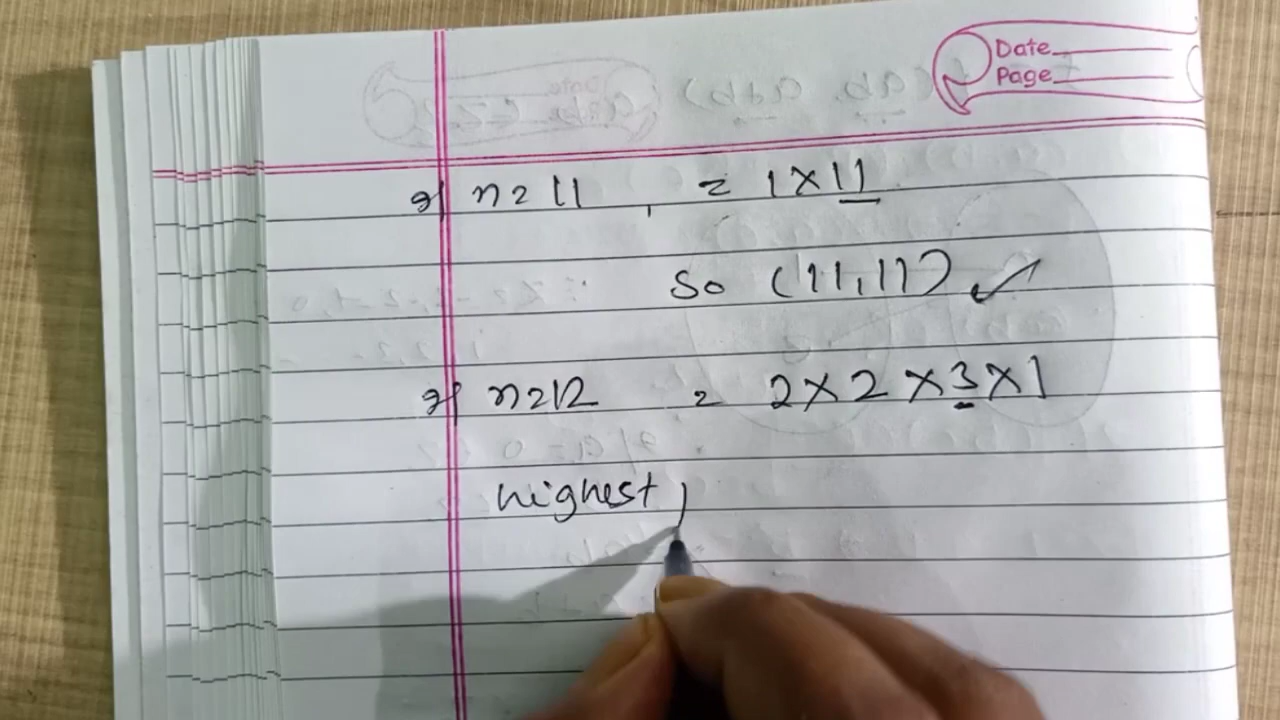 Date
Page
If n = 11, = 1 × 11
So (11, 11) ✓
If n = 12 = 2 × 2 × 3 × 1
highest